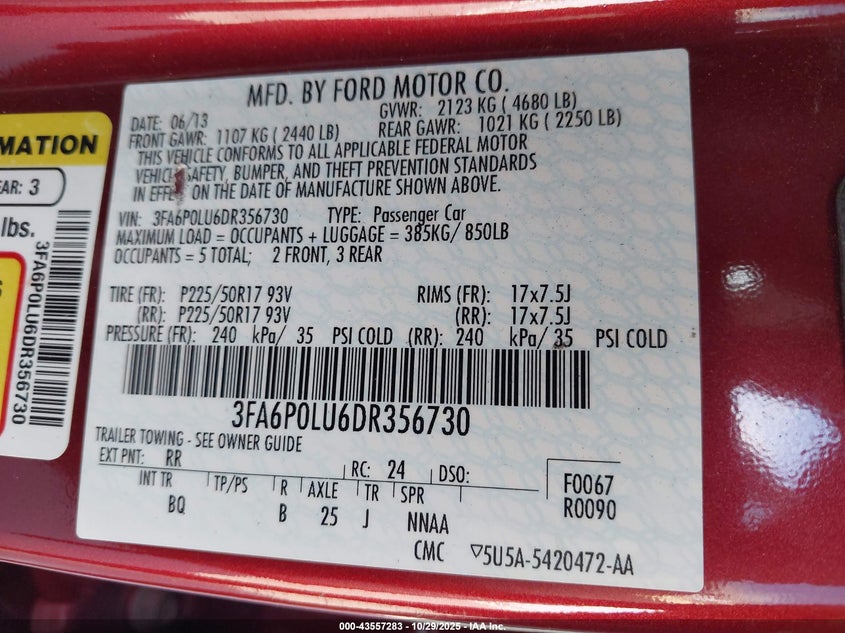 MFD. BY FORD MOTOR CO.
DATE: 06/13
GVWR: 2123 KG ( 4680 LB)
FRONT GAWR: 1107 KG ( 2440 LB)
REAR GAWR: 1021 KG ( 2250 LB)
THIS VEHICLE CONFORMS TO ALL APPLICABLE FEDERAL MOTOR
VEHICLE SAFETY, BUMPER, AND THEFT PREVENTION STANDARDS
IN EFFECT ON THE DATE OF MANUFACTURE SHOWN ABOVE.
VIN: 3FA6P0LU6DR356730 TYPE: Passenger Car
MAXIMUM LOAD = OCCUPANTS + LUGGAGE = 385KG/ 850LB
OCCUPANTS = 5 TOTAL; 2 FRONT, 3 REAR
TIRE (FR): P225/50R17 93V RIMS (FR): 17x7.5J
(RR): P225/50R17 93V (RR): 17x7.5J
PRESSURE (FR): 240 kPa/ 35 PSI COLD (RR): 240 kPa/ 35 PSI COLD
3FA6P0LU6DR356730
TRAILER TOWING - SEE OWNER GUIDE
EXT PNT: RR RC: 24 DSO:
INT TR TP/PS R AXLE TR SPR
BQ B 25 J NNAA
F0067
R0090
CMC ▽5U5A-5420472-AA
MATION
EAR: 3
lbs.
3FA6P0LU6DR356730
000-43557283 - 10/29/2025 - IAA Inc.